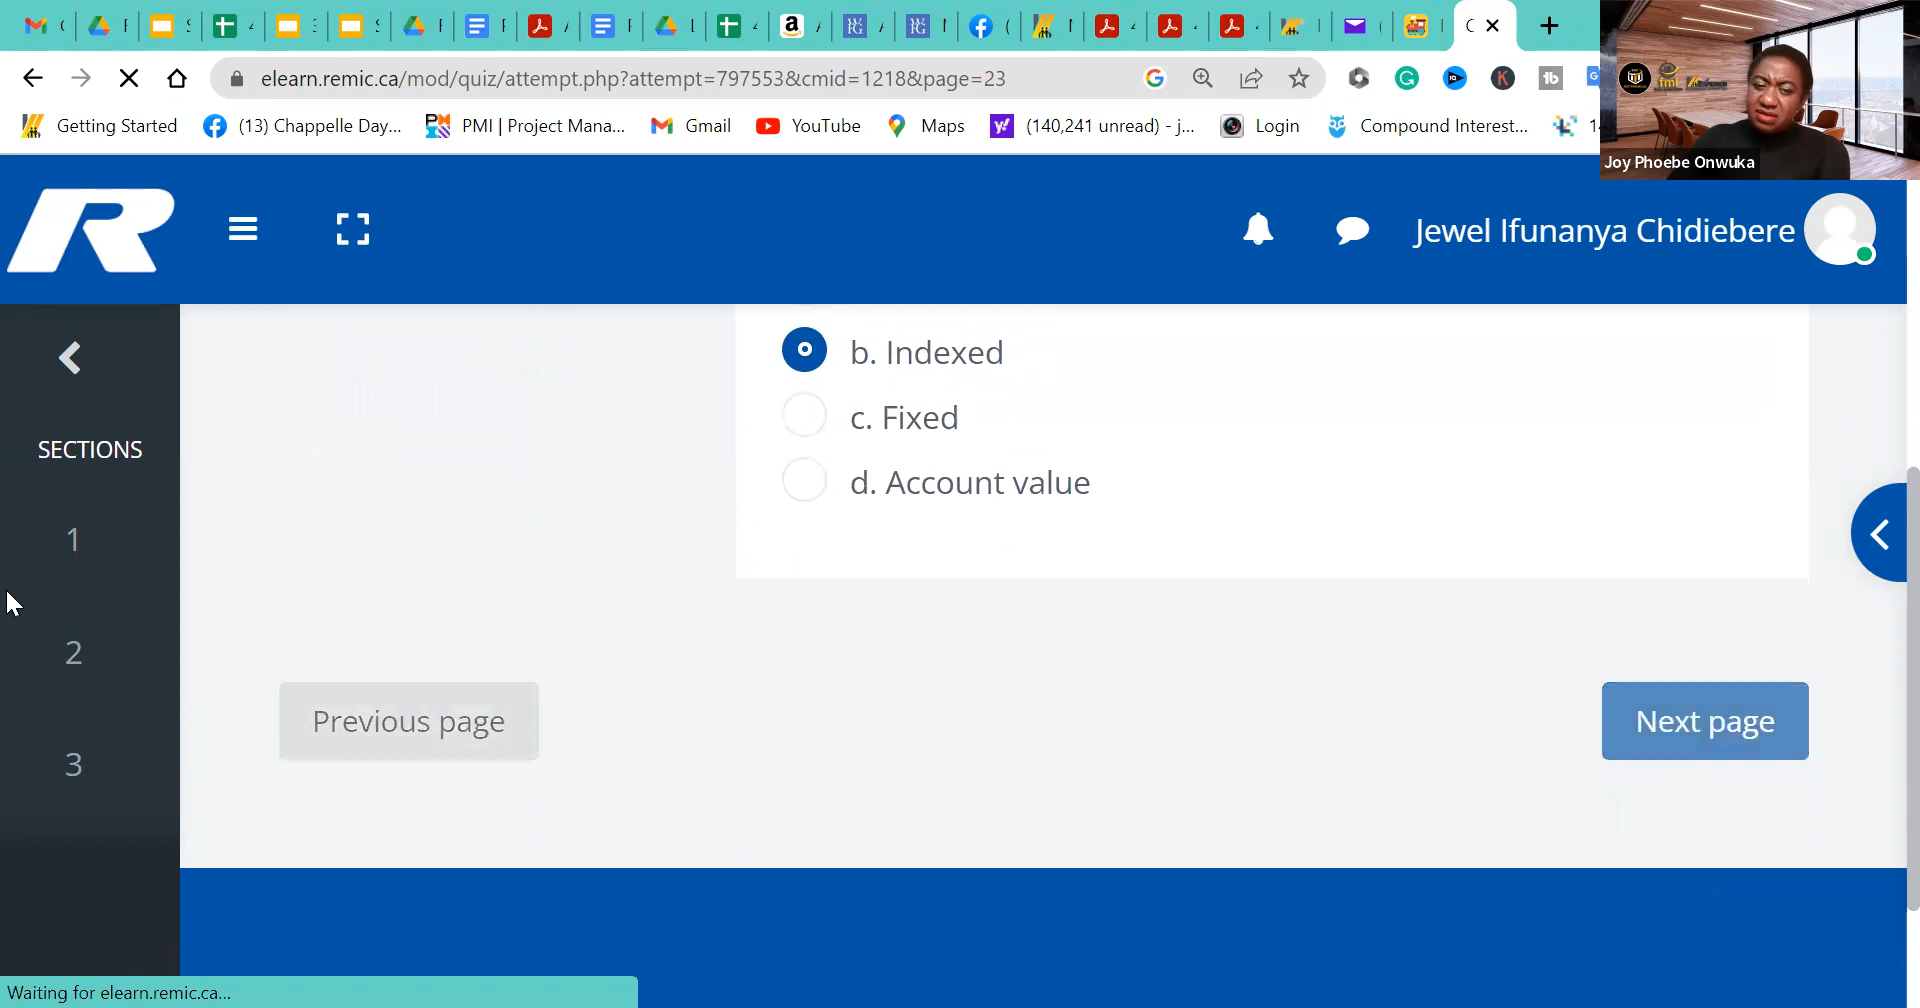 elearn.remic.ca/mod/quiz/attempt.php?attempt=797553&cmid=1218&page=23
Getting Started
(13) Chappelle Day...
PMI | Project Mana...
Gmail
YouTube
Maps
(140,241 unread) - j...
Login
Compound Interest...
Joy Phoebe Onwuka
R
Jewel Ifunanya Chidiebere
b. Indexed
c. Fixed
d. Account value
SECTIONS
1
2
3
Previous page
Next page
Waiting for elearn.remic.ca...